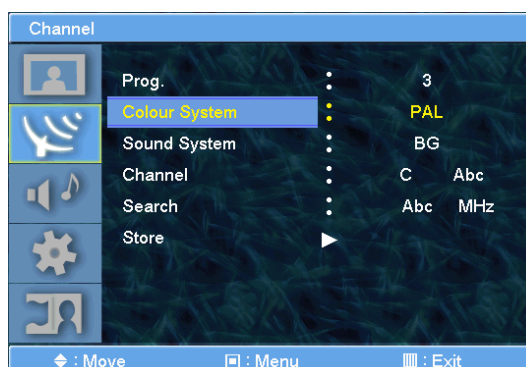 Channel
Prog. : 3
Colour System : PAL
Sound System : BG
Channel : C Abc
Search : Abc MHz
Store
: Move : Menu : Exit